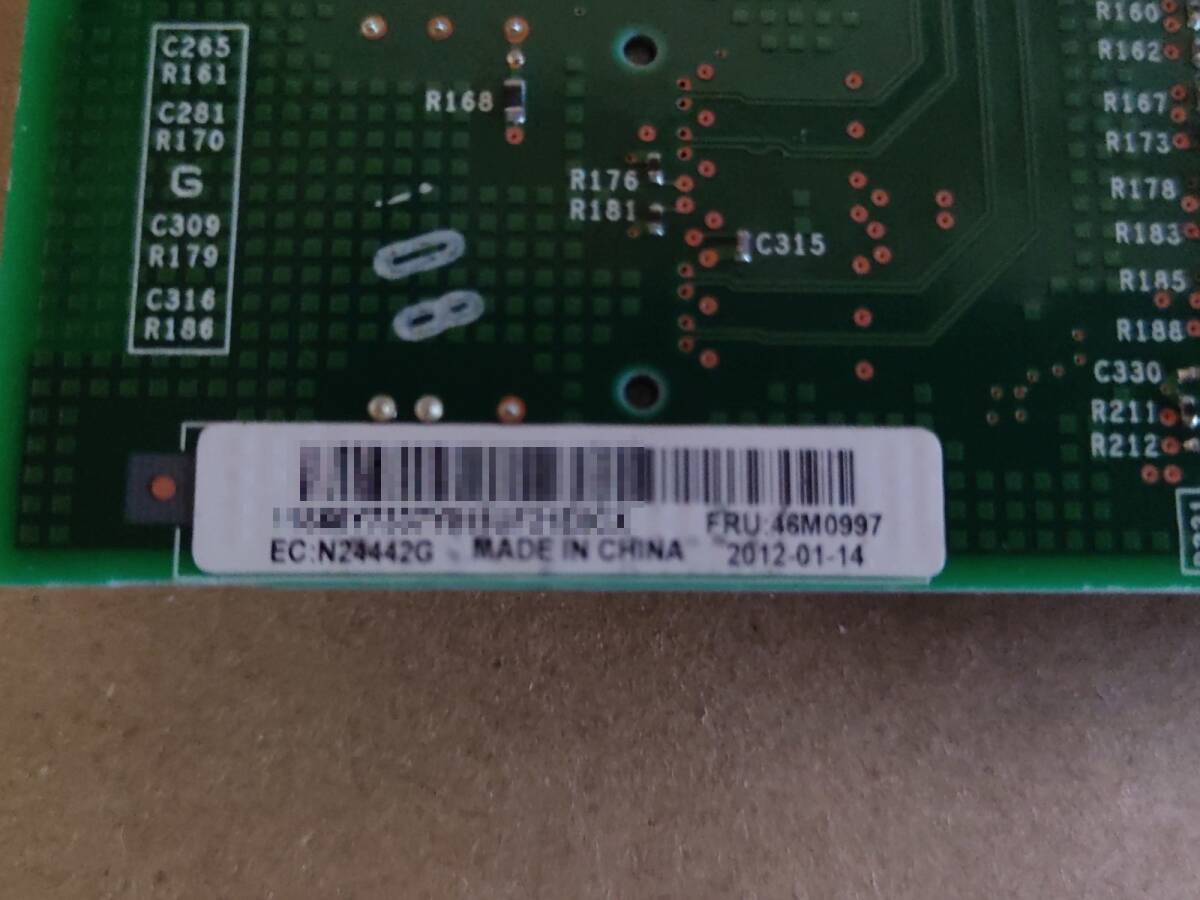 C265
R161
C281
R170
G
C309
R179
C316
R186
R168
R176
R181
C315
R160
R162
R167
R173
R178
R183
R185
R188
C330
R211
R212
FRU:46M0997
EC:N24442G MADE IN CHINA 2012-01-14